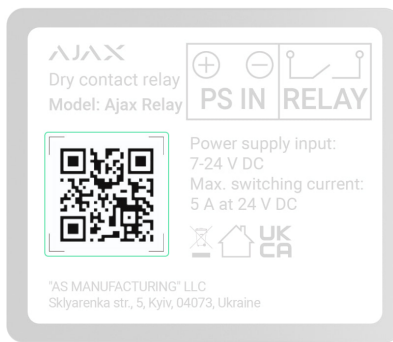 AJAX
Dry contact relay
Model: Ajax Relay
PS IN
RELAY
Power supply input:
7-24 V DC
Max. switching current:
5 A at 24 V DC
UK
CA
"AS MANUFACTURING" LLC
Sklyarenka str., 5, Kyiv, 04073, Ukraine